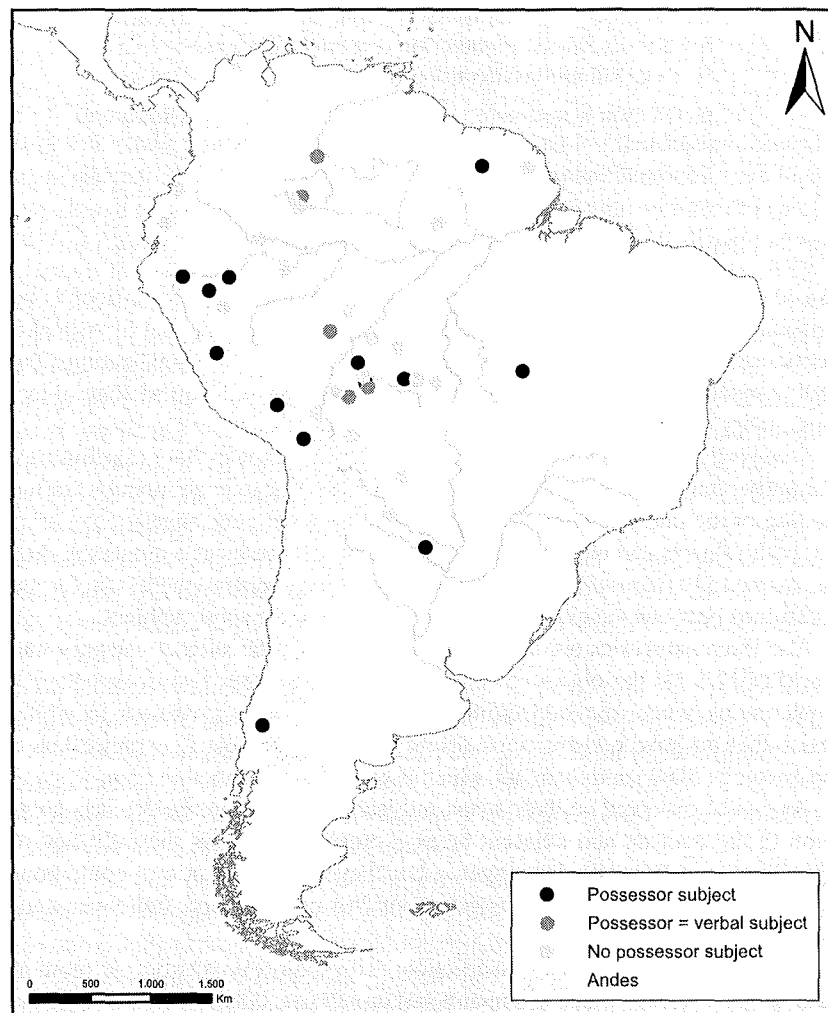 N
Possessor subject
Possessor = verbal subject
No possessor subject
Andes
0 500 1.000 1.500
Km